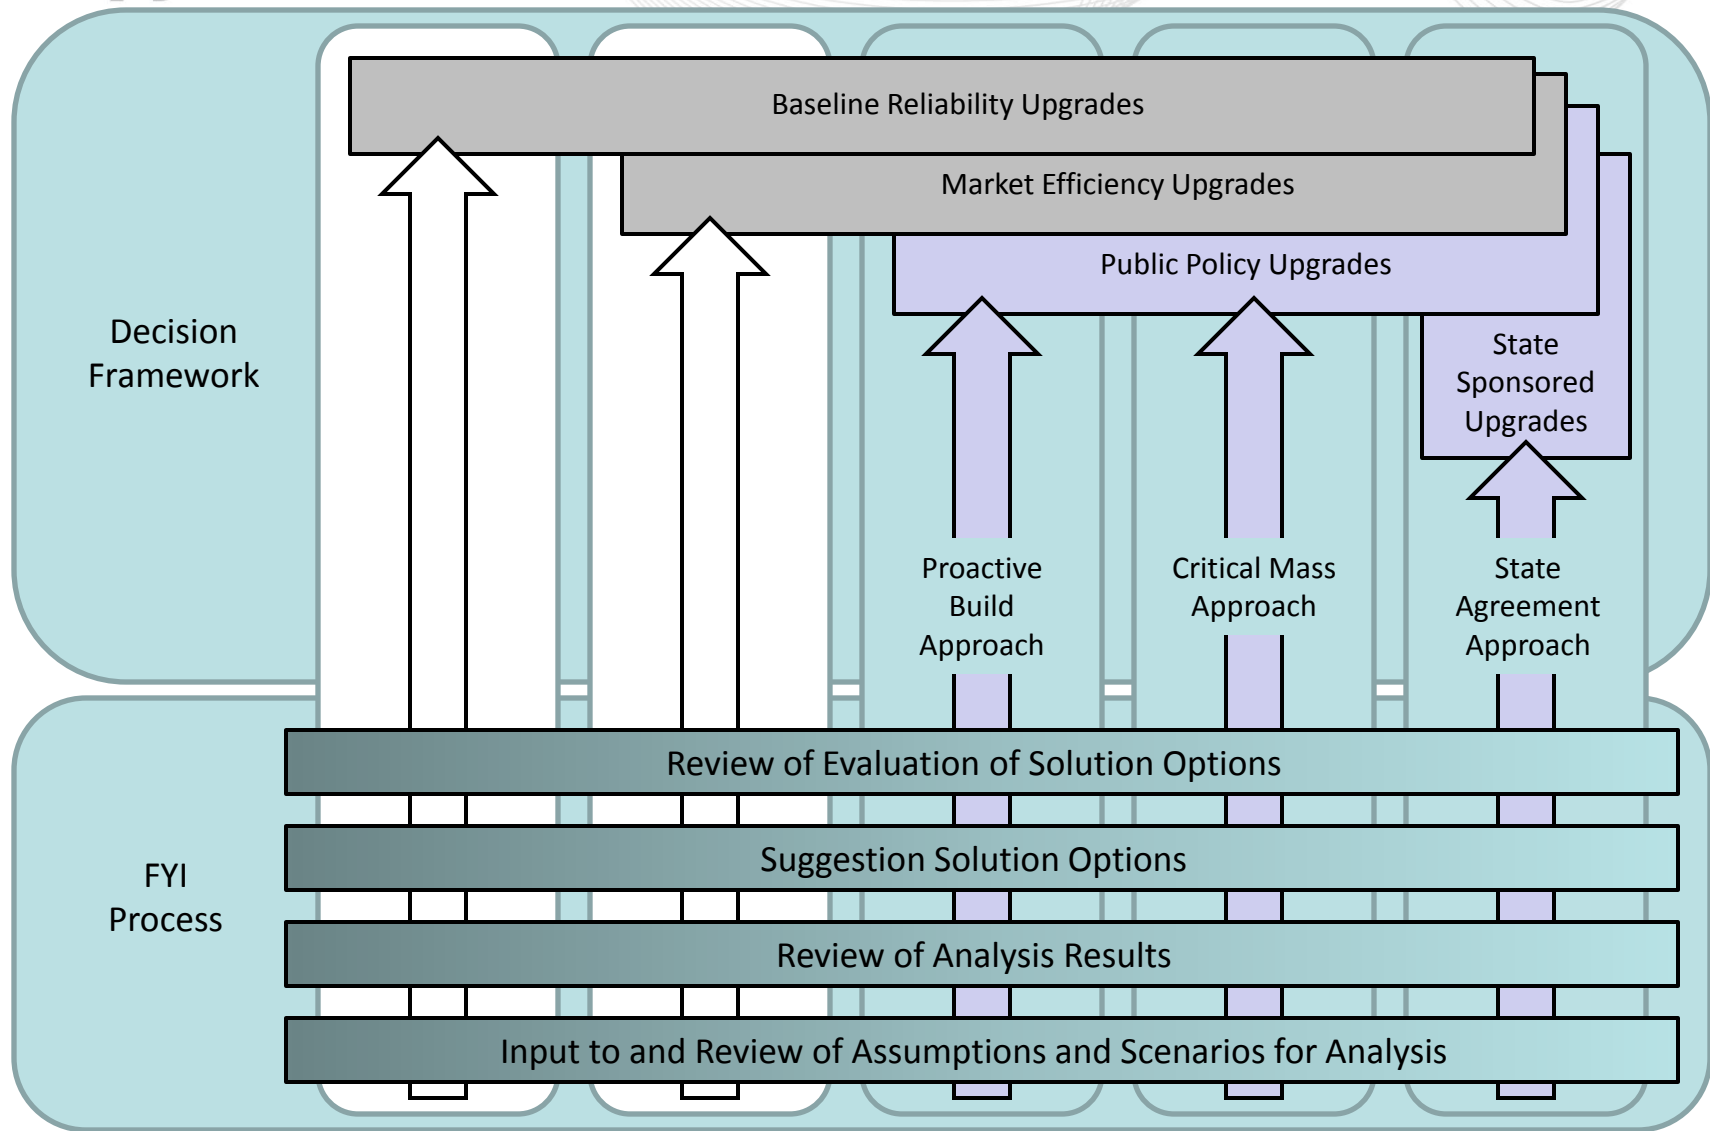 Baseline Reliability Upgrades
Market Efficiency Upgrades
Public Policy Upgrades
Decision
Framework
State
Sponsored
Upgrades
Proactive
Build
Approach
Critical Mass
Approach
State
Agreement
Approach
Review of Evaluation of Solution Options
Suggestion Solution Options
FYI
Process
Review of Analysis Results
Input to and Review of Assumptions and Scenarios for Analysis